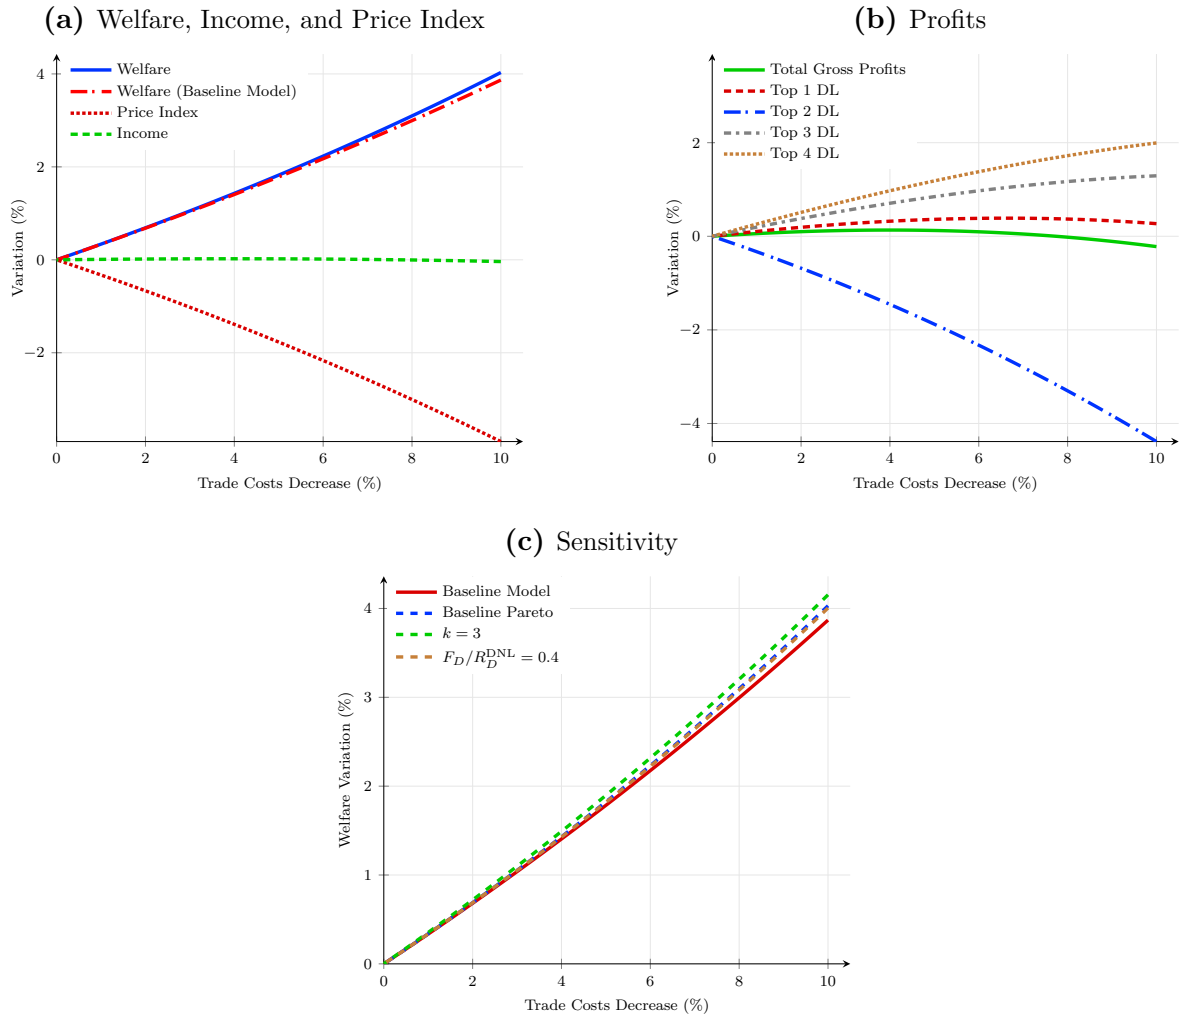 (a) Welfare, Income, and Price Index
Welfare
Welfare (Baseline Model)
Price Index
Income
4
2
0
−2
Variation (%)
0 2 4 6 8 10
Trade Costs Decrease (%)
(b) Profits
Total Gross Profits
Top 1 DL
Top 2 DL
Top 3 DL
Top 4 DL
2
0
−2
−4
Variation (%)
0 2 4 6 8 10
Trade Costs Decrease (%)
(c) Sensitivity
Baseline Model
Baseline Pareto
k = 3
F_D/R_D^DNL = 0.4
4
3
2
1
0
Welfare Variation (%)
0 2 4 6 8 10
Trade Costs Decrease (%)